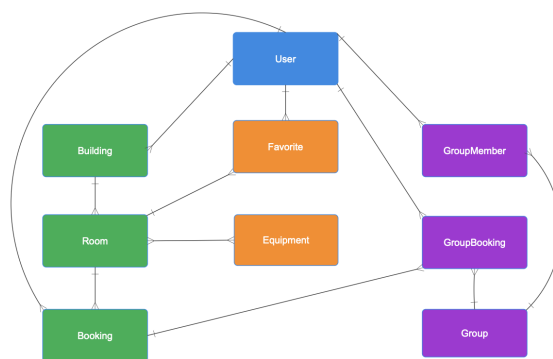 User
Building
Favorite
GroupMember
Room
Equipment
GroupBooking
Booking
Group